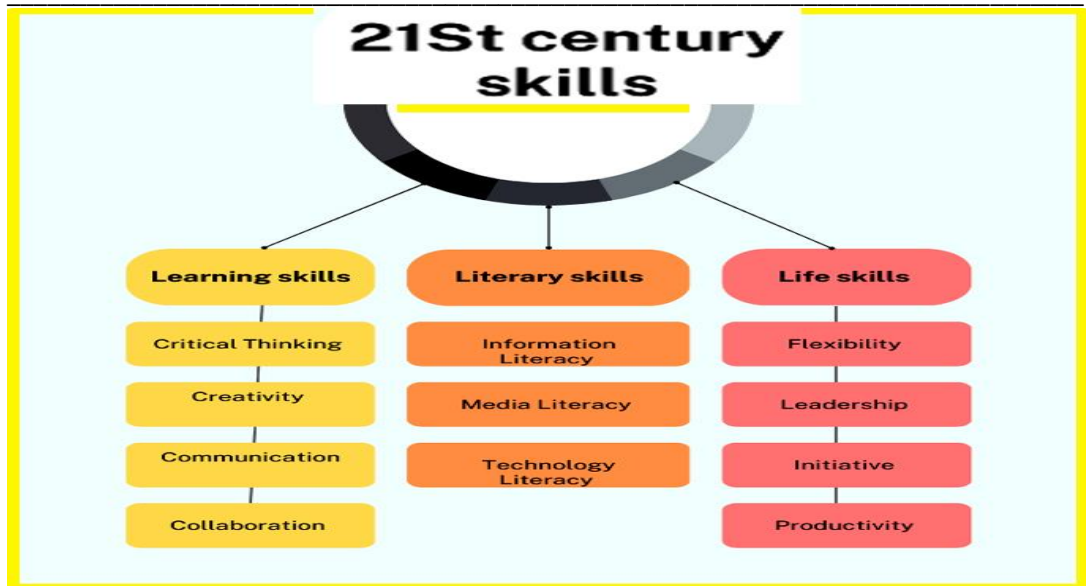 21St century
skills
Learning skills
Critical Thinking
Creativity
Communication
Collaboration
Literary skills
Information
Literacy
Media Literacy
Technology
Literacy
Life skills
Flexibility
Leadership
Initiative
Productivity